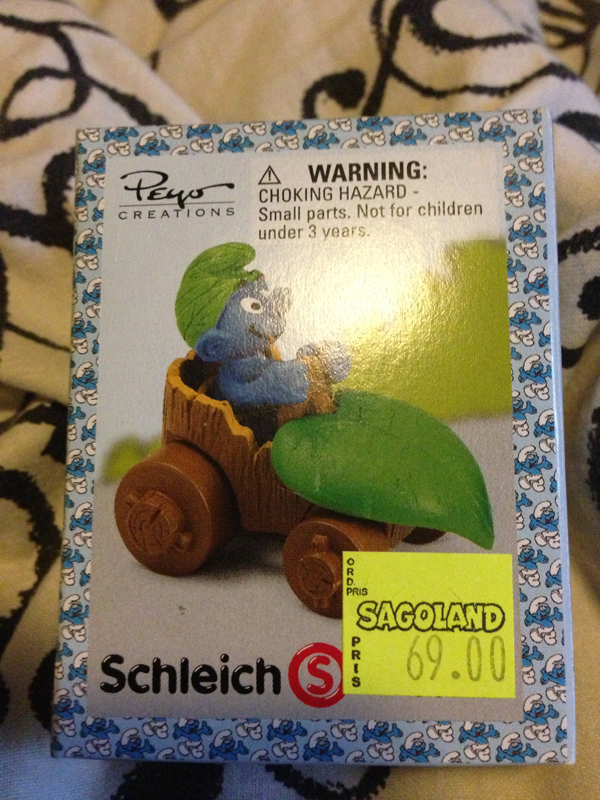 Peyo
CREATIONS
WARNING:
CHOKING HAZARD -
Small parts. Not for children
under 3 years.
ORD. PRIS
SAGOLAND
PRIS
69.00
Schleich S